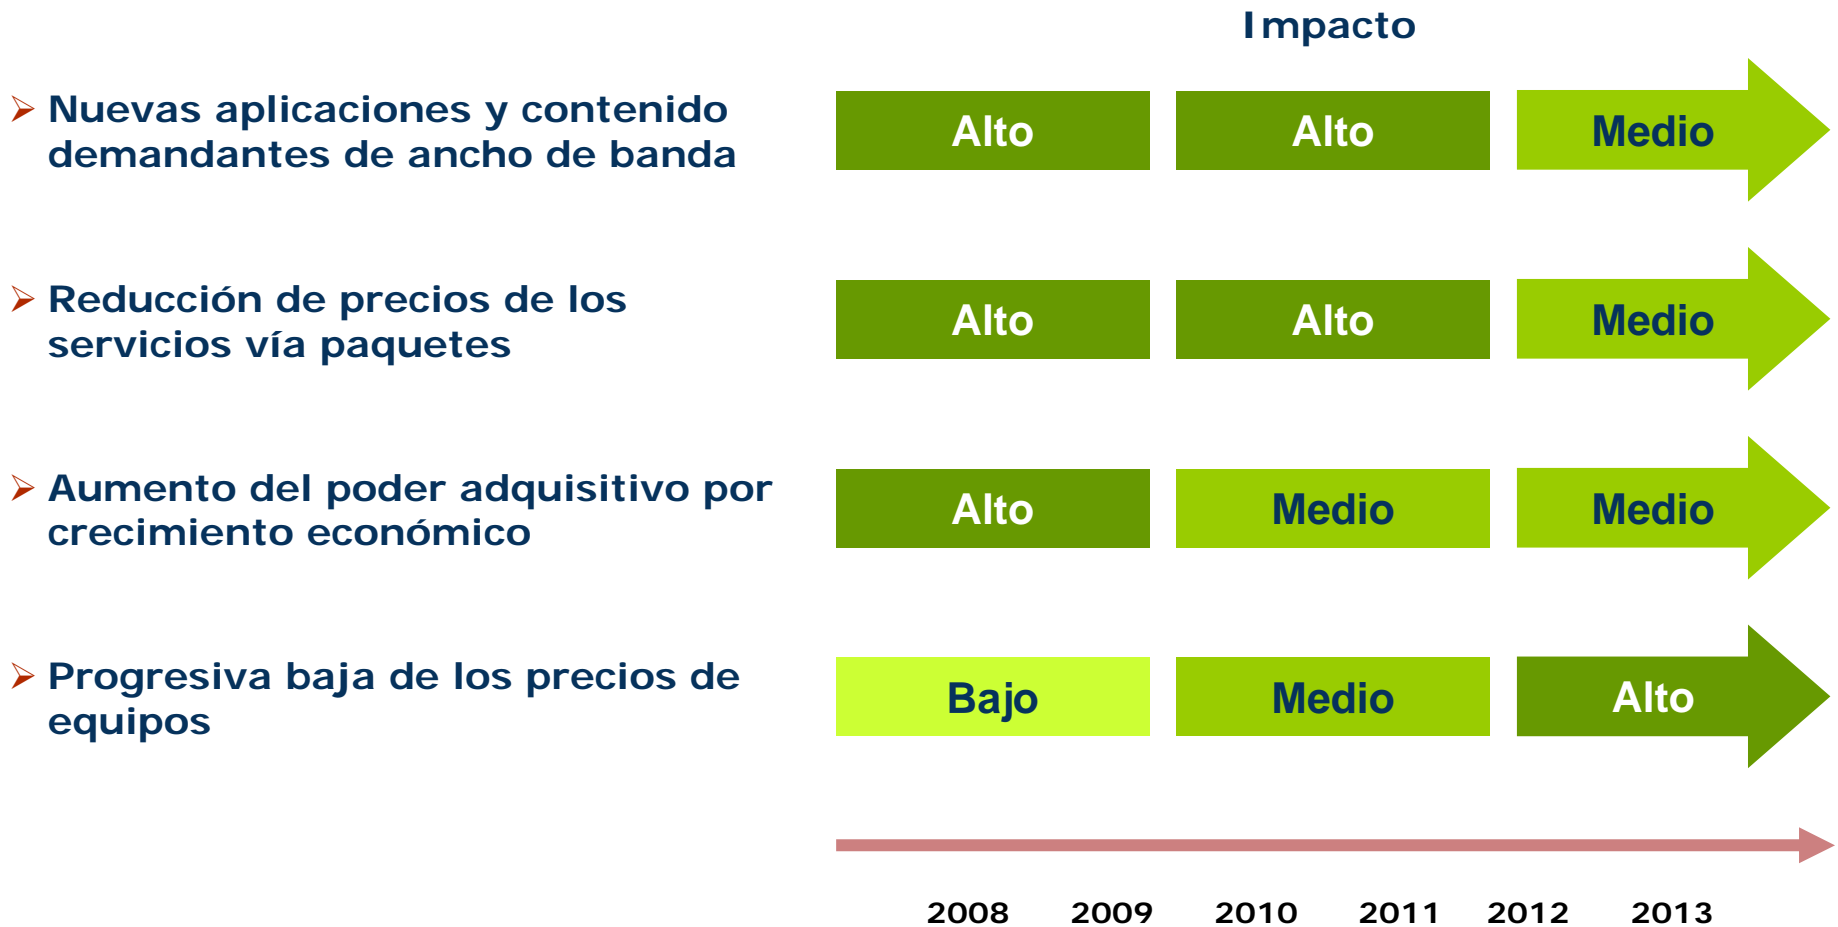 Impacto
Nuevas aplicaciones y contenido
demandantes de ancho de banda
Alto
Alto
Medio
Reducción de precios de los
servicios vía paquetes
Alto
Alto
Medio
Aumento del poder adquisitivo por
crecimiento económico
Alto
Medio
Medio
Progresiva baja de los precios de
equipos
Bajo
Medio
Alto
2008 2009 2010 2011 2012 2013